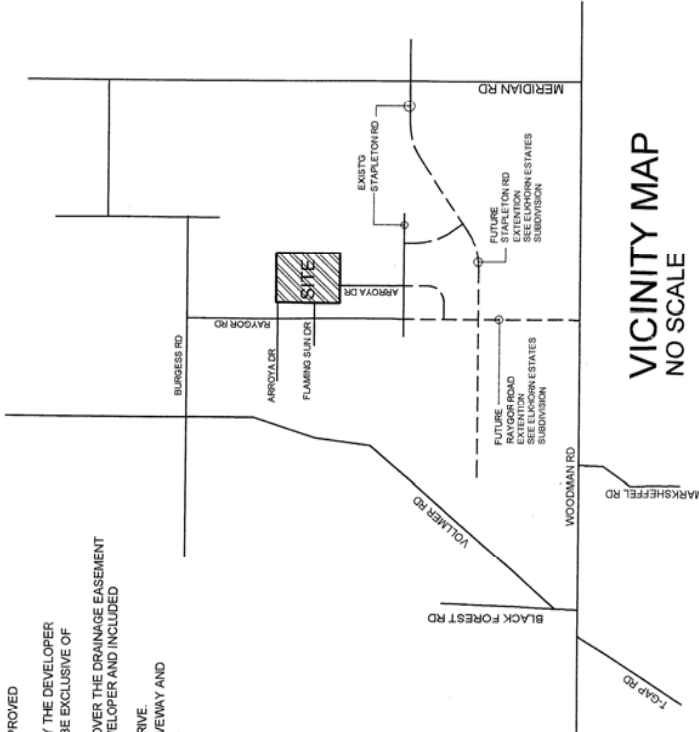 PROVED
Y THE DEVELOPER
BE EXCLUSIVE OF
OVER THE DRAINAGE EASEMENT
ELOPER AND INCLUDED
RIVE.
VEWAY AND
BURGESS RD
RAYGOR RD
ARROYA DR
FLAMING SUN DR
SITE
ARROYA DR
EXIST'G
STAPLETON RD
MERIDIAN RD
FUTURE
STAPLETON RD
EXTENTION
SEE ELKHORN ESTATES
SUBDIVISION
FUTURE
RAYGOR ROAD
EXTENTION
SEE ELKHORN ESTATES
SUBDIVISION
VOLLMER RD
BLACK FOREST RD
WOODMAN RD
MARKSHEFFEL RD
T-GAP RD
VICINITY MAP
NO SCALE